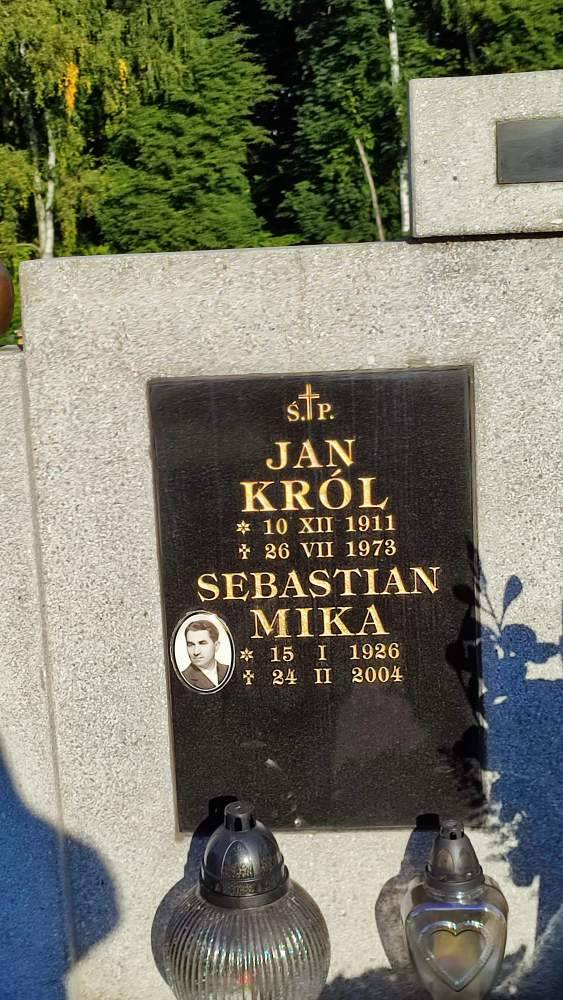 Ś.P.
JAN
KRÓL
* 10 XII 1911
✝ 26 VII 1973
SEBASTIAN
MIKA
* 15 I 1926
✝ 24 II 2004